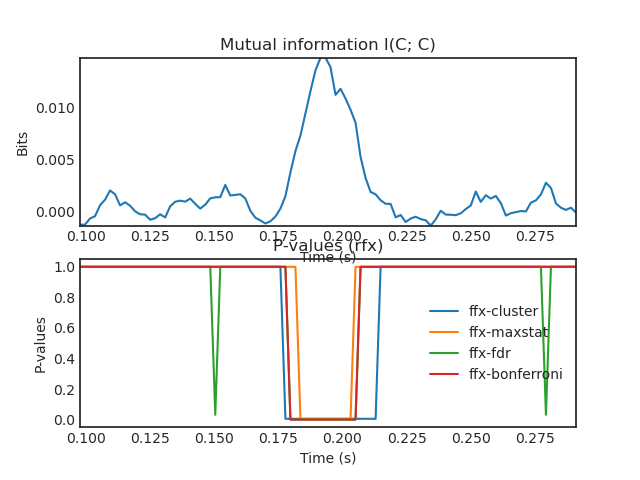 Mutual information I(C; C)
Bits
0.010
0.005
0.000
0.100 0.125 0.150 0.175 0.200 0.225 0.250 0.275
Time (s)
P-values (rfx)
P-values
1.0
0.8
0.6
0.4
0.2
0.0
ffx-cluster
ffx-maxstat
ffx-fdr
ffx-bonferroni
0.100 0.125 0.150 0.175 0.200 0.225 0.250 0.275
Time (s)